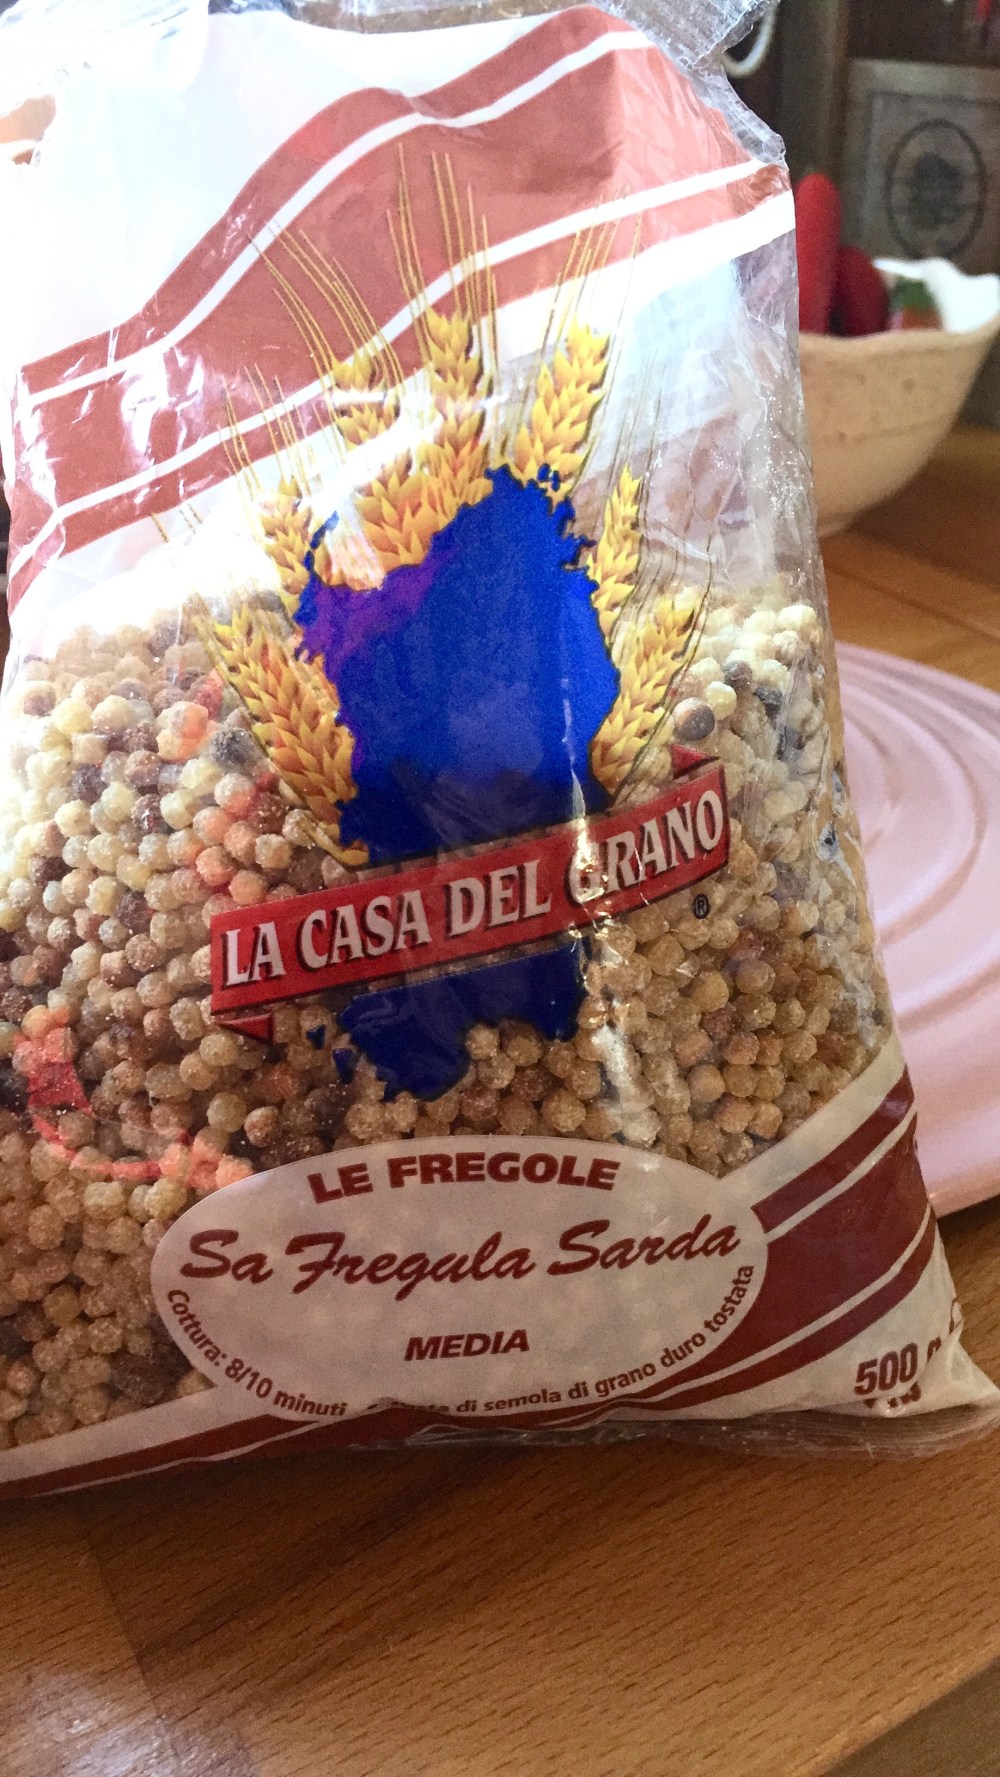 LA CASA DEL GRANO
®
LE FREGOLE
Sa Fregula Sarda
MEDIA
Cottura: 8/10 minuti • di semola di grano duro tostata
500 g